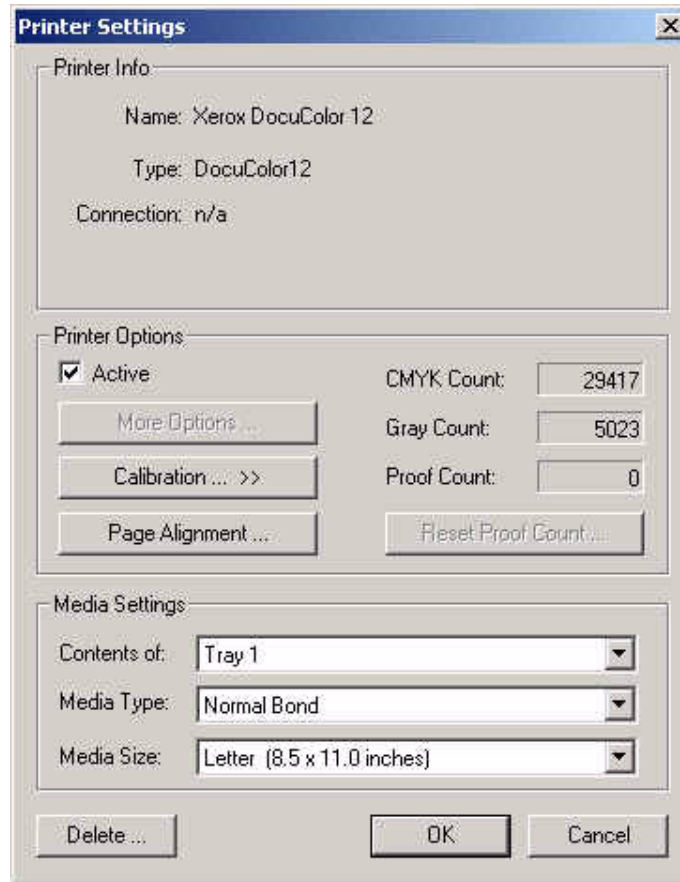 Printer Settings
Printer Info
Name: Xerox DocuColor 12
Type: DocuColor12
Connection: n/a
Printer Options
Active
CMYK Count: 29417
More Options ...
Gray Count: 5023
Calibration ... >>
Proof Count: 0
Page Alignment ...
Reset Proof Count ...
Media Settings
Contents of: Tray 1
Media Type: Normal Bond
Media Size: Letter (8.5 x 11.0 inches)
Delete ... OK Cancel